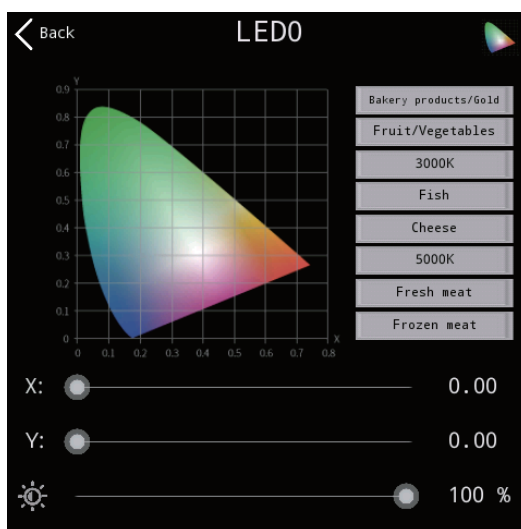 Back
LED0
Y
0.9
0.8
0.7
0.6
0.5
0.4
0.3
0.2
0.1
0
0 0.1 0.2 0.3 0.4 0.5 0.6 0.7 0.8
X
Bakery products/Gold
Fruit/Vegetables
3000K
Fish
Cheese
5000K
Fresh meat
Frozen meat
X: 0.00
Y: 0.00
100 %